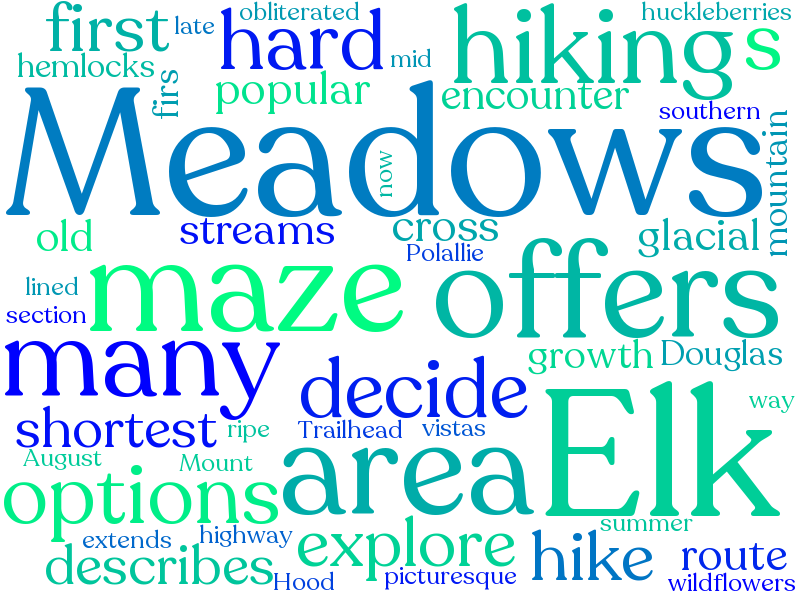 first
late
obliterated
hard
mid
hiking
s
huckleberries
hemlocks
firs
popular
encounter
southern
mountain
Meadows
now
old
streams
cross
Polallie
glacial
lined
section
maze
offers
many
decide
growth
Douglas
shortest
ripe
Trailhead
vistas
Elk
way
August
Mount
options
area
summer
extends
highway
explore
hike
route
describes
Hood
picturesque
wildflowers